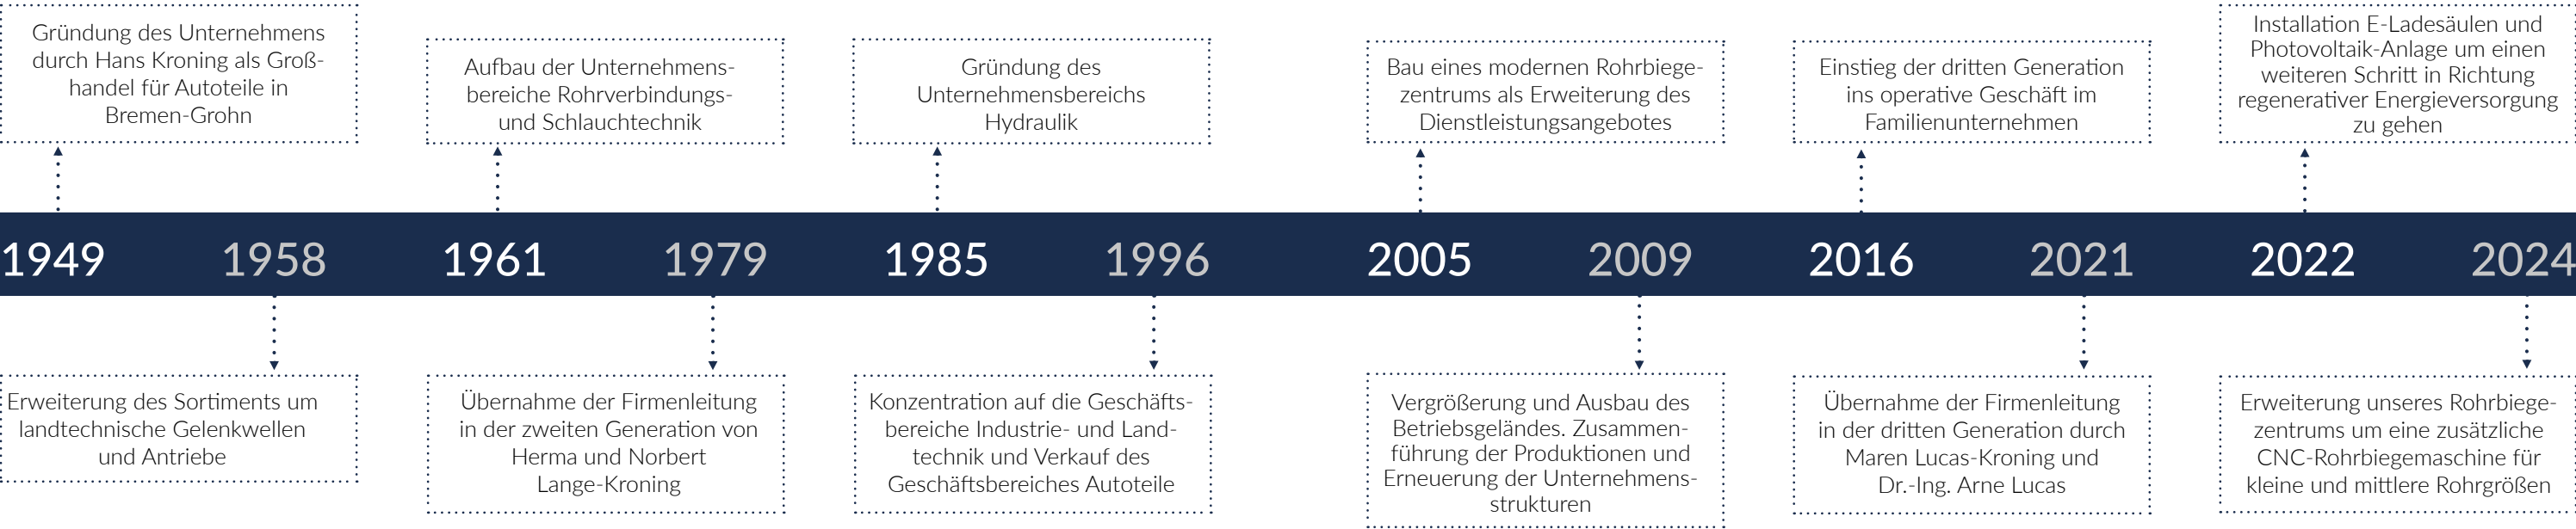 Gründung des Unternehmens
durch Hans Kroning als Groß-
handel für Autoteile in
Bremen-Grohn
Aufbau der Unternehmens-
bereiche Rohrverbindungs-
und Schlauchtechnik
Gründung des
Unternehmensbereichs
Hydraulik
Bau eines modernen Rohrbiege-
zentrums als Erweiterung des
Dienstleistungsangebotes
Einstieg der dritten Generation
ins operative Geschäft im
Familienunternehmen
Installation E-Ladesäulen und
Photovoltaik-Anlage um einen
weiteren Schritt in Richtung
regenerativer Energieversorgung
zu gehen
1949 1958 1961 1979 1985 1996 2005 2009 2016 2021 2022 2024
Erweiterung des Sortiments um
landtechnische Gelenkwellen
und Antriebe
Übernahme der Firmenleitung
in der zweiten Generation von
Herma und Norbert
Lange-Kroning
Konzentration auf die Geschäfts-
bereiche Industrie- und Land-
technik und Verkauf des
Geschäftsbereiches Autoteile
Vergrößerung und Ausbau des
Betriebsgeländes. Zusammen-
führung der Produktionen und
Erneuerung der Unternehmens-
strukturen
Übernahme der Firmenleitung
in der dritten Generation durch
Maren Lucas-Kroning und
Dr.-Ing. Arne Lucas
Erweiterung unseres Rohrbiege-
zentrums um eine zusätzliche
CNC-Rohrbiegemaschine für
kleine und mittlere Rohrgrößen